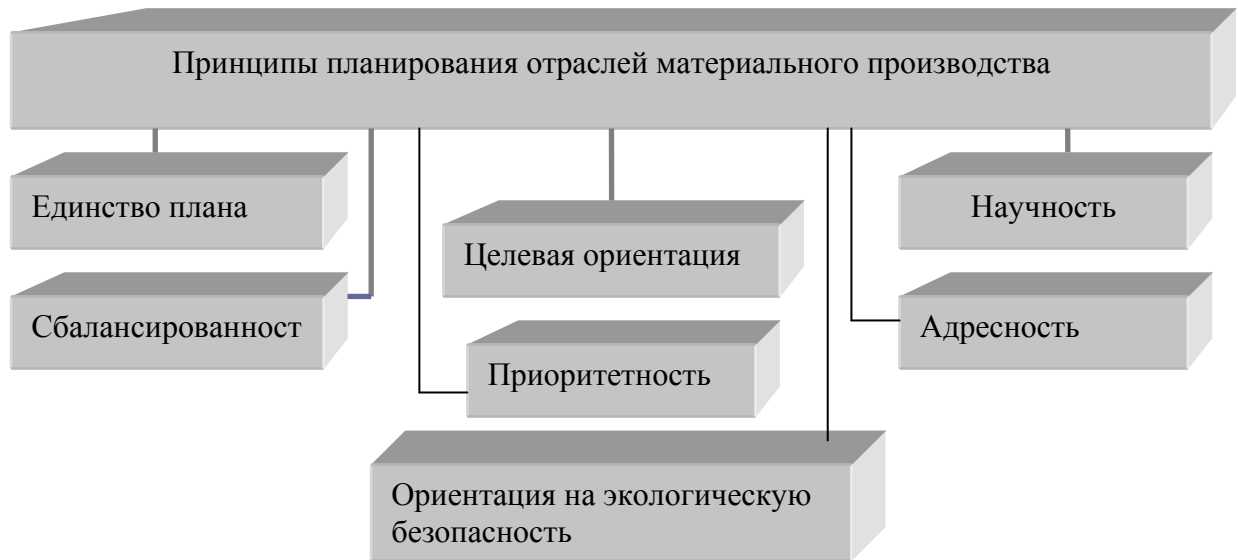 Принципы планирования отраслей материального производства
Единство плана
Научность
Целевая ориентация
Сбалансированност
Адресность
Приоритетность
Ориентация на экологическую
безопасность